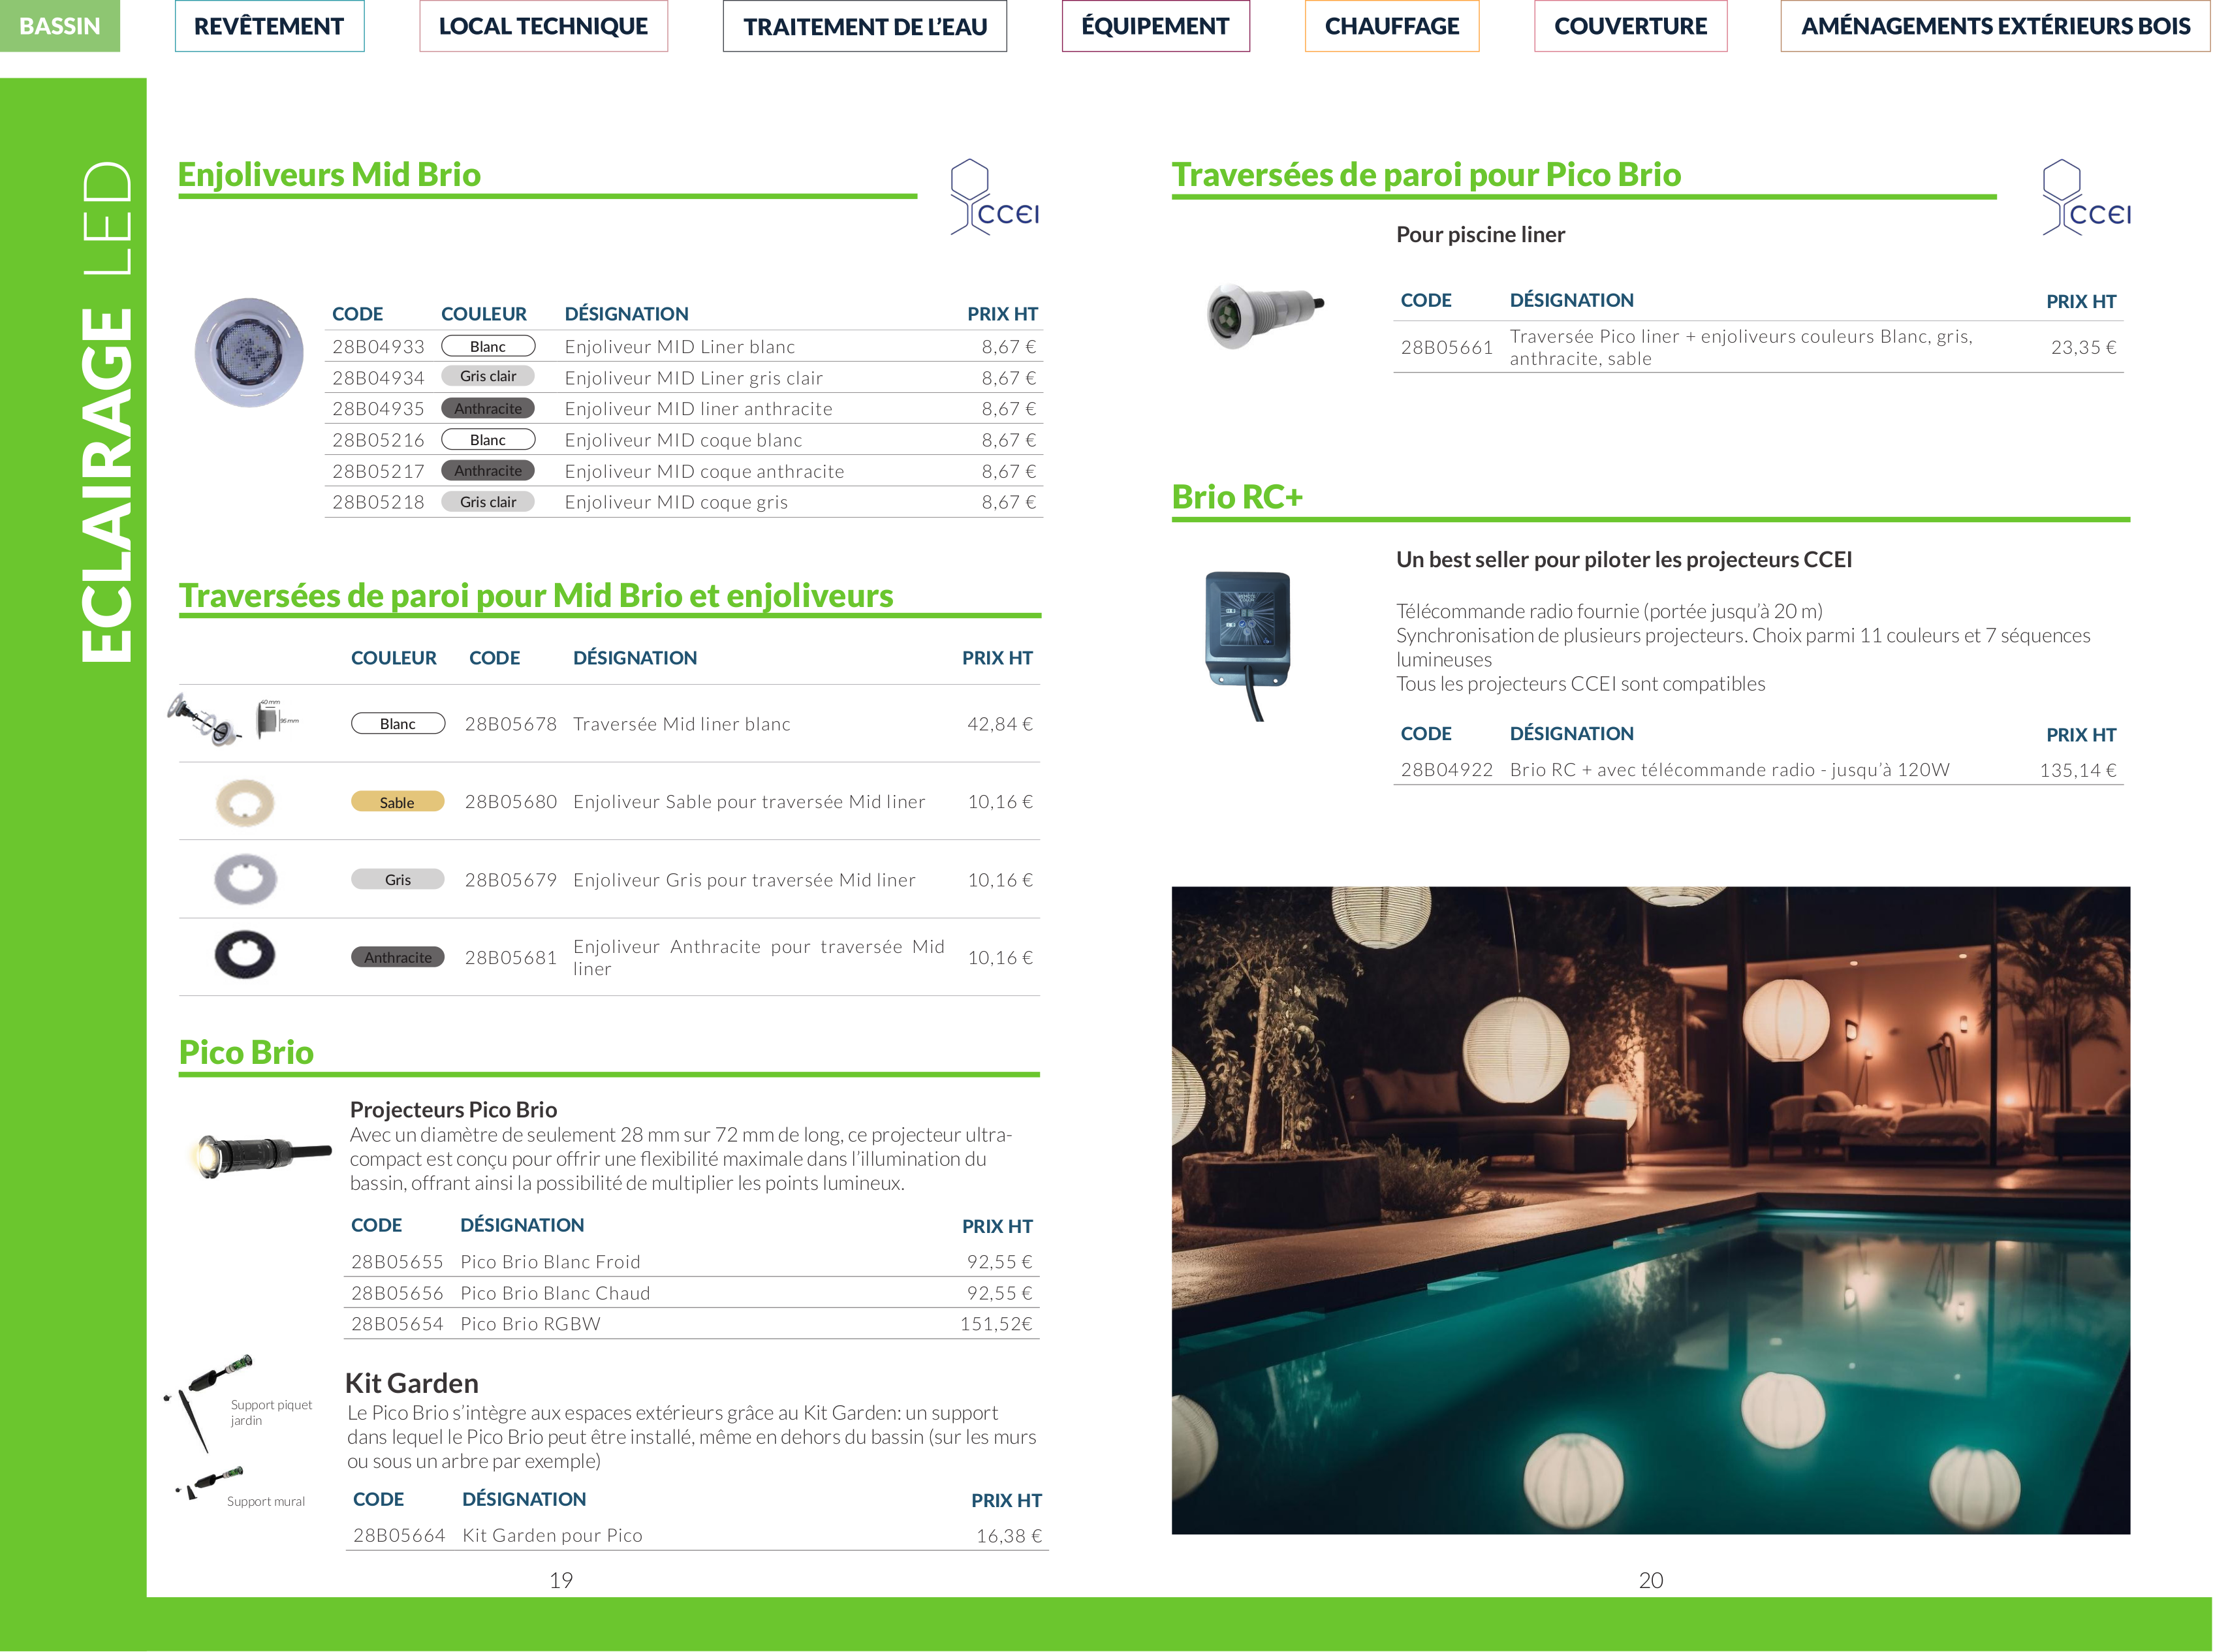 BASSIN
REVÊTEMENT
LOCAL TECHNIQUE
TRAITEMENT DE L’EAU
ÉQUIPEMENT
CHAUFFAGE
COUVERTURE
AMÉNAGEMENTS EXTÉRIEURS BOIS
ECLAIRAGE LED
Enjoliveurs Mid Brio
CCEI
CODE COULEUR DÉSIGNATION PRIX HT
28B04933 Blanc Enjoliveur MID Liner blanc 8,67 €
28B04934 Gris clair Enjoliveur MID Liner gris clair 8,67 €
28B04935 Anthracite Enjoliveur MID liner anthracite 8,67 €
28B05216 Blanc Enjoliveur MID coque blanc 8,67 €
28B05217 Anthracite Enjoliveur MID coque anthracite 8,67 €
28B05218 Gris clair Enjoliveur MID coque gris 8,67 €
Traversées de paroi pour Mid Brio et enjoliveurs
COULEUR CODE DÉSIGNATION PRIX HT
40 mm
96 mm
Blanc 28B05678 Traversée Mid liner blanc 42,84 €
Sable 28B05680 Enjoliveur Sable pour traversée Mid liner 10,16 €
Gris 28B05679 Enjoliveur Gris pour traversée Mid liner 10,16 €
Anthracite 28B05681 Enjoliveur Anthracite pour traversée Mid
liner 10,16 €
Pico Brio
Projecteurs Pico Brio
Avec un diamètre de seulement 28 mm sur 72 mm de long, ce projecteur ultra-
compact est conçu pour offrir une flexibilité maximale dans l’illumination du
bassin, offrant ainsi la possibilité de multiplier les points lumineux.
CODE DÉSIGNATION PRIX HT
28B05655 Pico Brio Blanc Froid 92,55 €
28B05656 Pico Brio Blanc Chaud 92,55 €
28B05654 Pico Brio RGBW 151,52€
Kit Garden
Le Pico Brio s’intègre aux espaces extérieurs grâce au Kit Garden: un support
dans lequel le Pico Brio peut être installé, même en dehors du bassin (sur les murs
ou sous un arbre par exemple)
Support piquet
jardin
Support mural
CODE DÉSIGNATION PRIX HT
28B05664 Kit Garden pour Pico 16,38 €
19
Traversées de paroi pour Pico Brio
CCEI
Pour piscine liner
CODE DÉSIGNATION PRIX HT
28B05661 Traversée Pico liner + enjoliveurs couleurs Blanc, gris,
anthracite, sable 23,35 €
Brio RC+
Un best seller pour piloter les projecteurs CCEI
Télécommande radio fournie (portée jusqu’à 20 m)
Synchronisation de plusieurs projecteurs. Choix parmi 11 couleurs et 7 séquences
lumineuses
Tous les projecteurs CCEI sont compatibles
CODE DÉSIGNATION PRIX HT
28B04922 Brio RC + avec télécommande radio - jusqu’à 120W 135,14 €
20